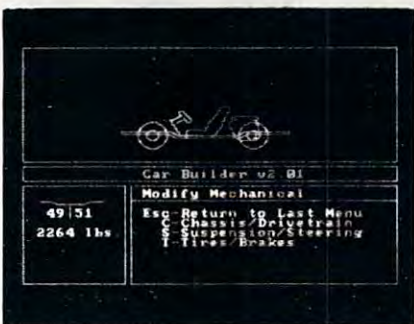 Car Builder v2.01
Modify Mechanical
49 51
2264 lbs
Esc-Return to Last Menu
C-Chassis/Drivetrain
S-Suspension/Steering
T-Tires/Brakes